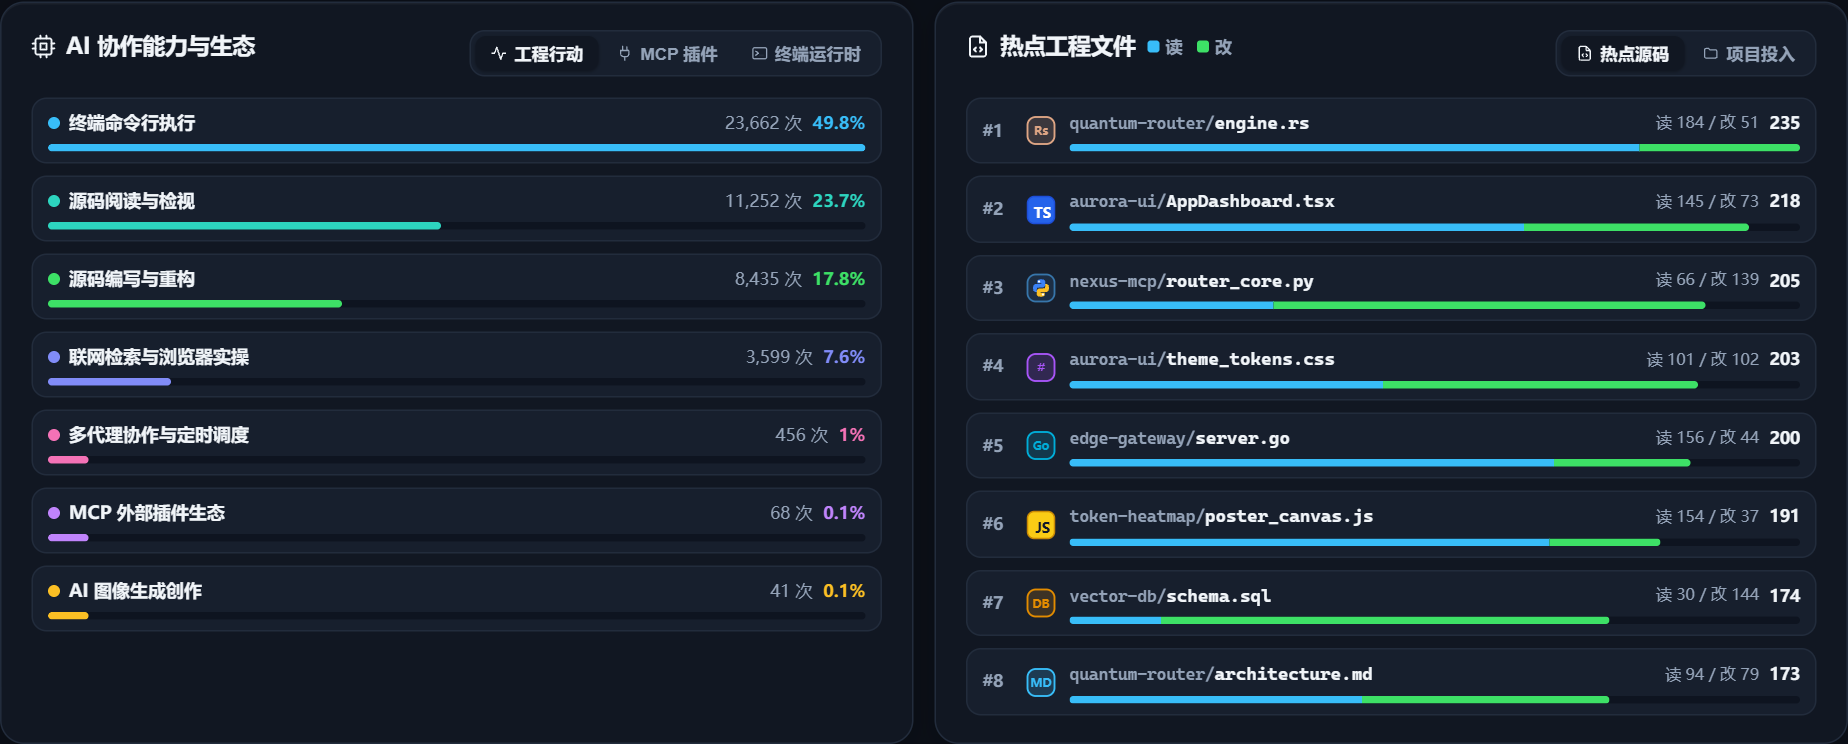 AI 协作能力与生态
工程行动
MCP 插件
终端运行时
终端命令行执行 23,662 次 49.8%
源码阅读与检视 11,252 次 23.7%
源码编写与重构 8,435 次 17.8%
联网检索与浏览器实操 3,599 次 7.6%
多代理协作与定时调度 456 次 1%
MCP 外部插件生态 68 次 0.1%
AI 图像生成创作 41 次 0.1%
热点工程文件 读 改
热点源码
项目投入
#1 Rs quantum-router/engine.rs 读 184 / 改 51 235
#2 TS aurora-ui/AppDashboard.tsx 读 145 / 改 73 218
#3 nexus-mcp/router_core.py 读 66 / 改 139 205
#4 # aurora-ui/theme_tokens.css 读 101 / 改 102 203
#5 Go edge-gateway/server.go 读 156 / 改 44 200
#6 JS token-heatmap/poster_canvas.js 读 154 / 改 37 191
#7 DB vector-db/schema.sql 读 30 / 改 144 174
#8 MD quantum-router/architecture.md 读 94 / 改 79 173